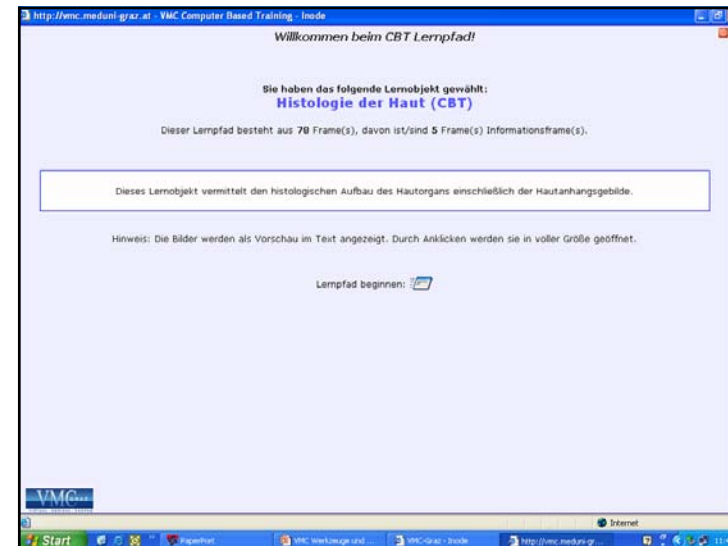 http://vmc.meduni-graz.at - VMC Computer Based Training - Inode
Willkommen beim CBT Lernpfad!
Sie haben das folgende Lernobjekt gewählt:
Histologie der Haut (CBT)
Dieser Lernpfad besteht aus 70 Frame(s), davon ist/sind 5 Frame(s) Informationsframe(s).
Dieses Lernobjekt vermittelt den histologischen Aufbau des Hautorgans einschließlich der Hautanhangsgebilde.
Hinweis: Die Bilder werden als Vorschau im Text angezeigt. Durch Anklicken werden sie in voller Größe geöffnet.
Lernpfad beginnen:
VMC
Internet
Start PaperPort VMC Werkzeuge und ... VMC-Graz - Inode http://vmc.meduni-gr...